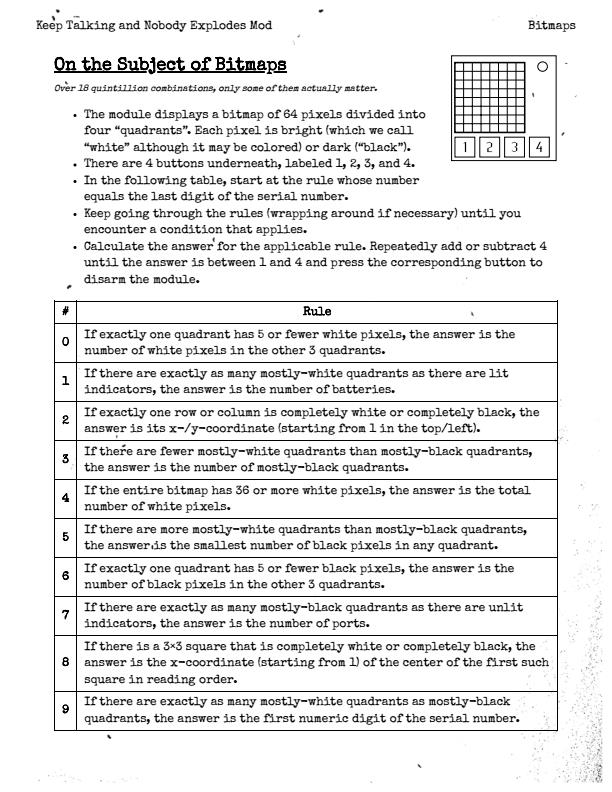 Keep Talking and Nobody Explodes Mod
Bitmaps
On the Subject of Bitmaps
Over 18 quintillion combinations, only some of them actually matter.
• The module displays a bitmap of 64 pixels divided into
four “quadrants”. Each pixel is bright (which we call
“white” although it may be colored) or dark (“black”).
• There are 4 buttons underneath, labeled 1, 2, 3, and 4.
• In the following table, start at the rule whose number
equals the last digit of the serial number.
• Keep going through the rules (wrapping around if necessary) until you
encounter a condition that applies.
• Calculate the answer for the applicable rule. Repeatedly add or subtract 4
until the answer is between 1 and 4 and press the corresponding button to
disarm the module.
1 2 3 4
# Rule
0 If exactly one quadrant has 5 or fewer white pixels, the answer is the
number of white pixels in the other 3 quadrants.
1 If there are exactly as many mostly-white quadrants as there are lit
indicators, the answer is the number of batteries.
2 If exactly one row or column is completely white or completely black, the
answer is its x-/y-coordinate (starting from 1 in the top/left).
3 If there are fewer mostly-white quadrants than mostly-black quadrants,
the answer is the number of mostly-black quadrants.
4 If the entire bitmap has 36 or more white pixels, the answer is the total
number of white pixels.
5 If there are more mostly-white quadrants than mostly-black quadrants,
the answer is the smallest number of black pixels in any quadrant.
6 If exactly one quadrant has 5 or fewer black pixels, the answer is the
number of black pixels in the other 3 quadrants.
7 If there are exactly as many mostly-black quadrants as there are unlit
indicators, the answer is the number of ports.
8 If there is a 3×3 square that is completely white or completely black, the
answer is the x-coordinate (starting from 1) of the center of the first such
square in reading order.
9 If there are exactly as many mostly-white quadrants as mostly-black
quadrants, the answer is the first numeric digit of the serial number.